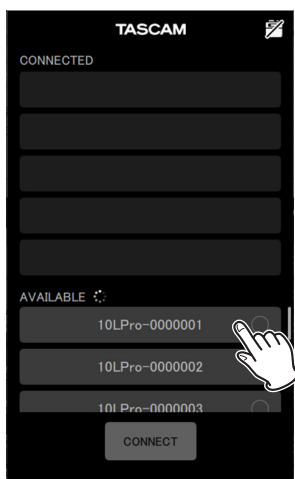 TASCAM
CONNECTED
AVAILABLE
10LPro-0000001
10LPro-0000002
10LPro-0000003
CONNECT